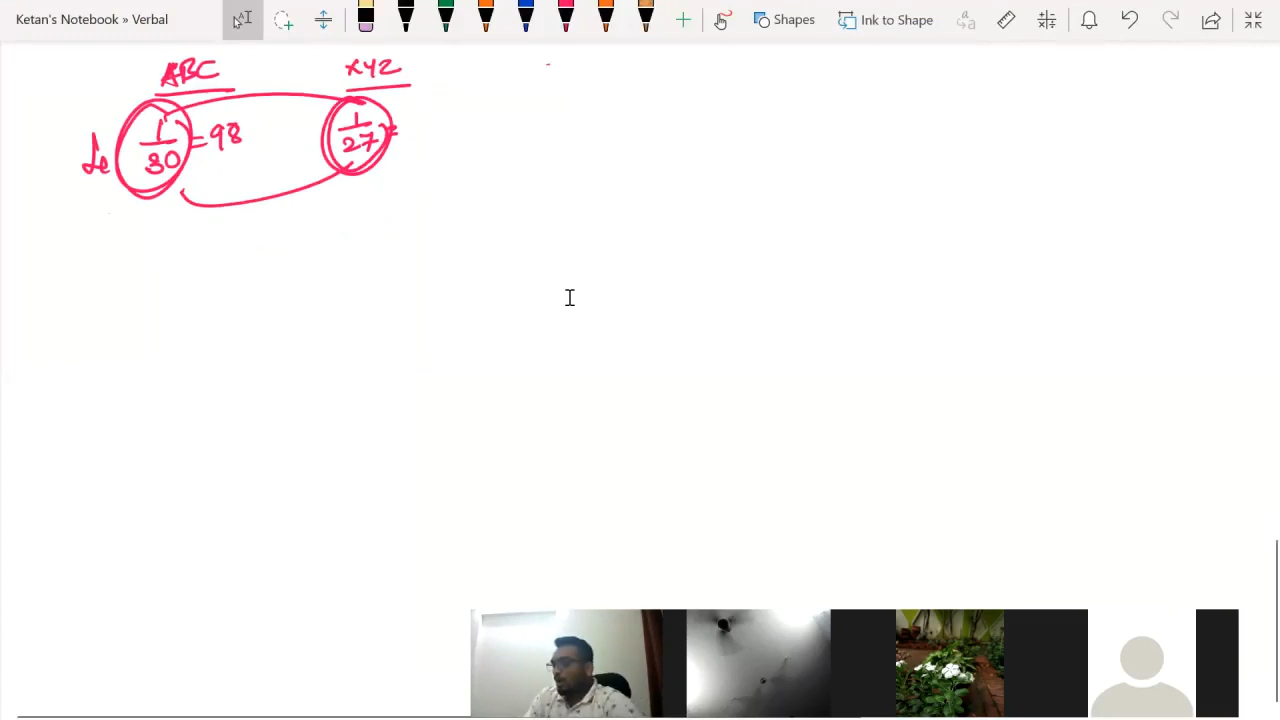 Ketan's Notebook » Verbal
Shapes
Ink to Shape
ABC
XYZ
1/30 = 98
1/27 =